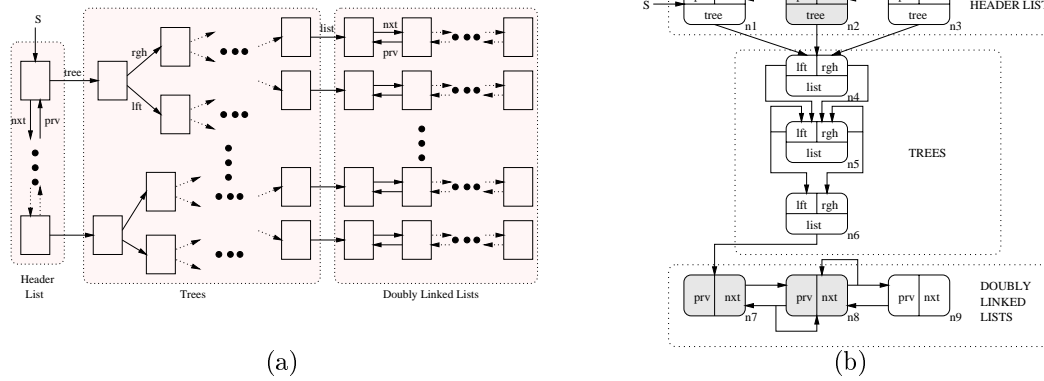 S
tree
rgh
lft
nxt
prv
list
nxt
prv
Header
List
Trees
Doubly Linked Lists
(a)
S
HEADER LIST
tree
n1
tree
n2
tree
n3
lft rgh
list
n4
lft rgh
list
n5
TREES
lft rgh
list
n6
prv nxt
n7
prv nxt
n8
prv nxt
n9
DOUBLY
LINKED
LISTS
(b)